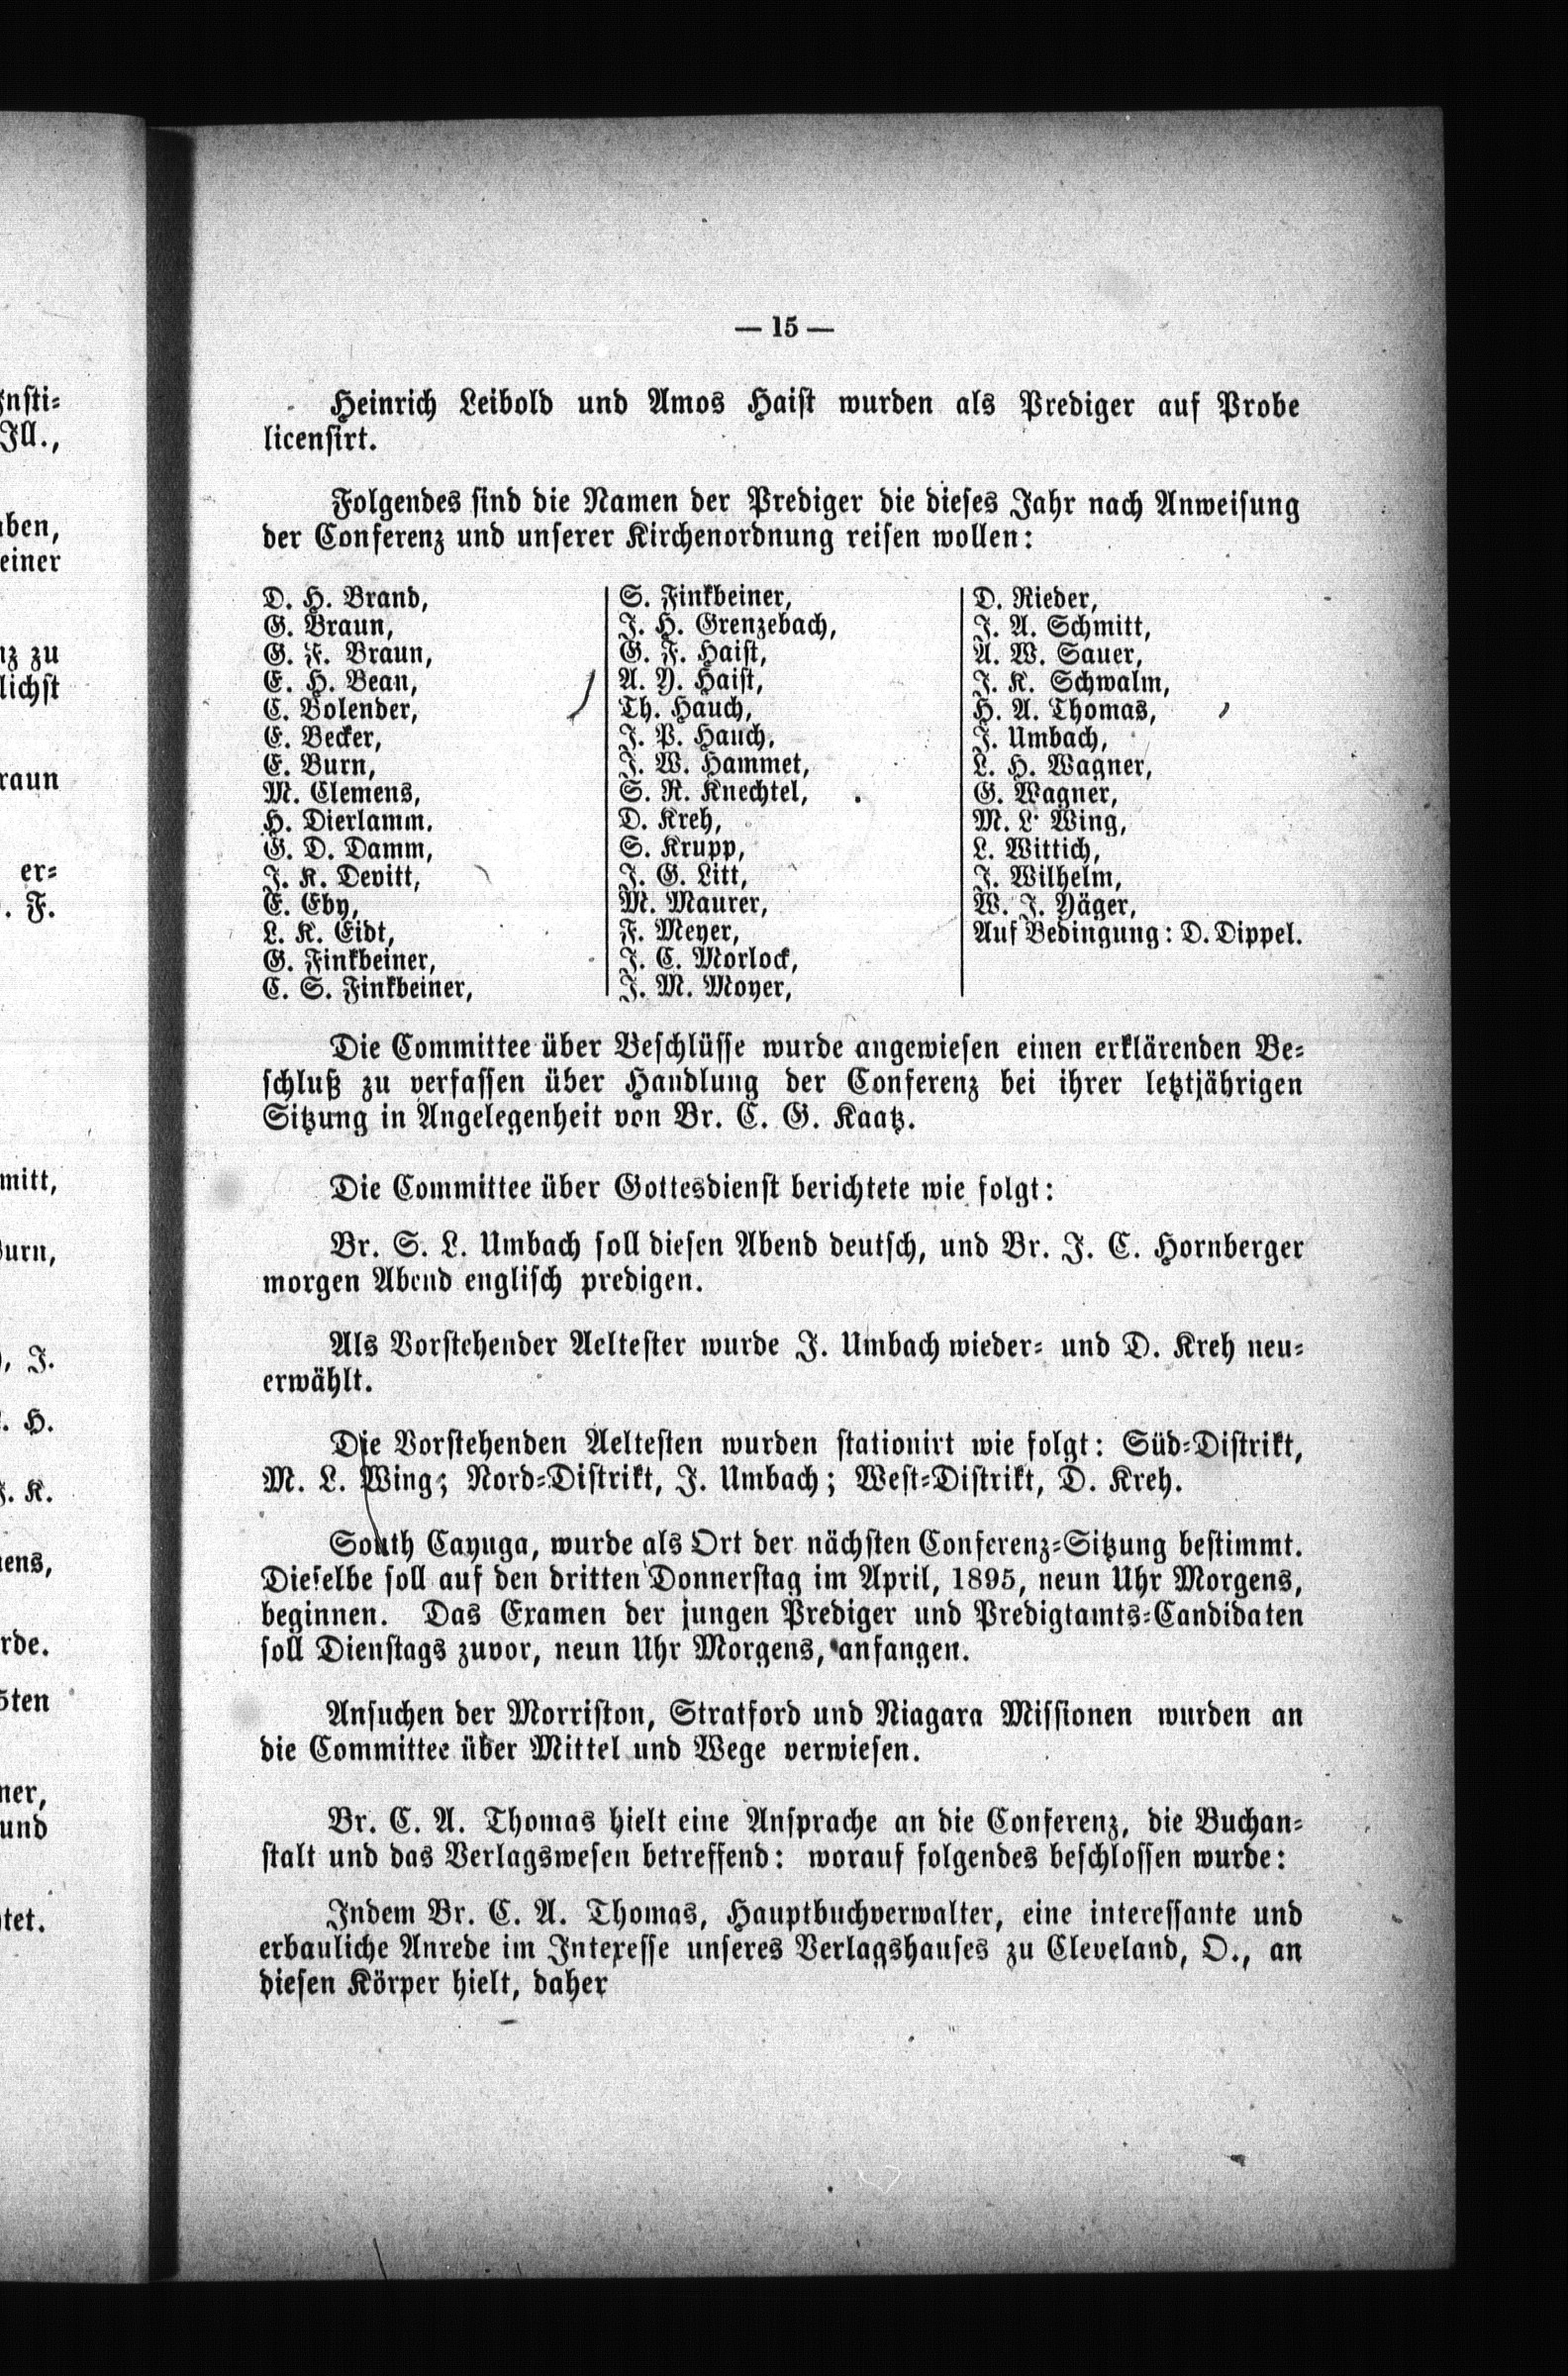 — 15 —
Heinrich Leibold und Amos Haist wurden als Prediger auf Probe
licensirt.
Folgendes sind die Namen der Prediger die dieses Jahr nach Anweisung
der Conferenz und unserer Kirchenordnung reisen wollen:
D. H. Brand,
G. Braun,
G. F. Braun,
E. H. Bean,
C. Bolender,
E. Becker,
E. Burn,
M. Clemens,
H. Dierlamm.
G. D. Damm,
J. K. Devitt,
E. Eby,
L. K. Eidt,
G. Finkbeiner,
C. S. Finkbeiner,
S. Finkbeiner,
J. H. Grenzebach,
G. F. Haist,
A. Y. Haist,
Th. Hauch,
J. P. Hauch,
J. W. Hammet,
S. R. Knechtel,
D. Kreh,
S. Krupp,
J. G. Litt,
M. Maurer,
F. Meyer,
J. C. Morlock,
J. M. Moyer,
D. Rieder,
J. A. Schmitt,
A. W. Sauer,
J. K. Schwalm,
H. A. Thomas,
J. Umbach,
L. H. Wagner,
G. Wagner,
M. L. Wing,
L. Wittich,
J. Wilhelm,
W. J. Yäger,
Auf Bedingung: D. Dippel.
Die Committee über Beschlüsse wurde angewiesen einen erklärenden Be-
schluß zu verfassen über Handlung der Conferenz bei ihrer letztjährigen
Sitzung in Angelegenheit von Br. C. G. Kaatz.
Die Committee über Gottesdienst berichtete wie folgt:
Br. S. L. Umbach soll diesen Abend deutsch, und Br. J. C. Hornberger
morgen Abend englisch predigen.
Als Vorstehender Aeltester wurde J. Umbach wieder- und D. Kreh neu-
erwählt.
Die Vorstehenden Aeltesten wurden stationirt wie folgt: Süd-Distrikt,
M. L. Wing; Nord-Distrikt, J. Umbach; West-Distrikt, D. Kreh.
South Cayuga, wurde als Ort der nächsten Conferenz-Sitzung bestimmt.
Dieselbe soll auf den dritten Donnerstag im April, 1895, neun Uhr Morgens,
beginnen. Das Examen der jungen Prediger und Predigtamts-Candidaten
soll Dienstags zuvor, neun Uhr Morgens, anfangen.
Ansuchen der Morriston, Stratford und Niagara Missionen wurden an
die Committee über Mittel und Wege verwiesen.
Br. C. A. Thomas hielt eine Ansprache an die Conferenz, die Buchan-
stalt und das Verlagswesen betreffend: worauf folgendes beschlossen wurde:
Indem Br. C. A. Thomas, Hauptbuchverwalter, eine interessante und
erbauliche Anrede im Interesse unseres Verlagshauses zu Cleveland, O., an
diesen Körper hielt, daher